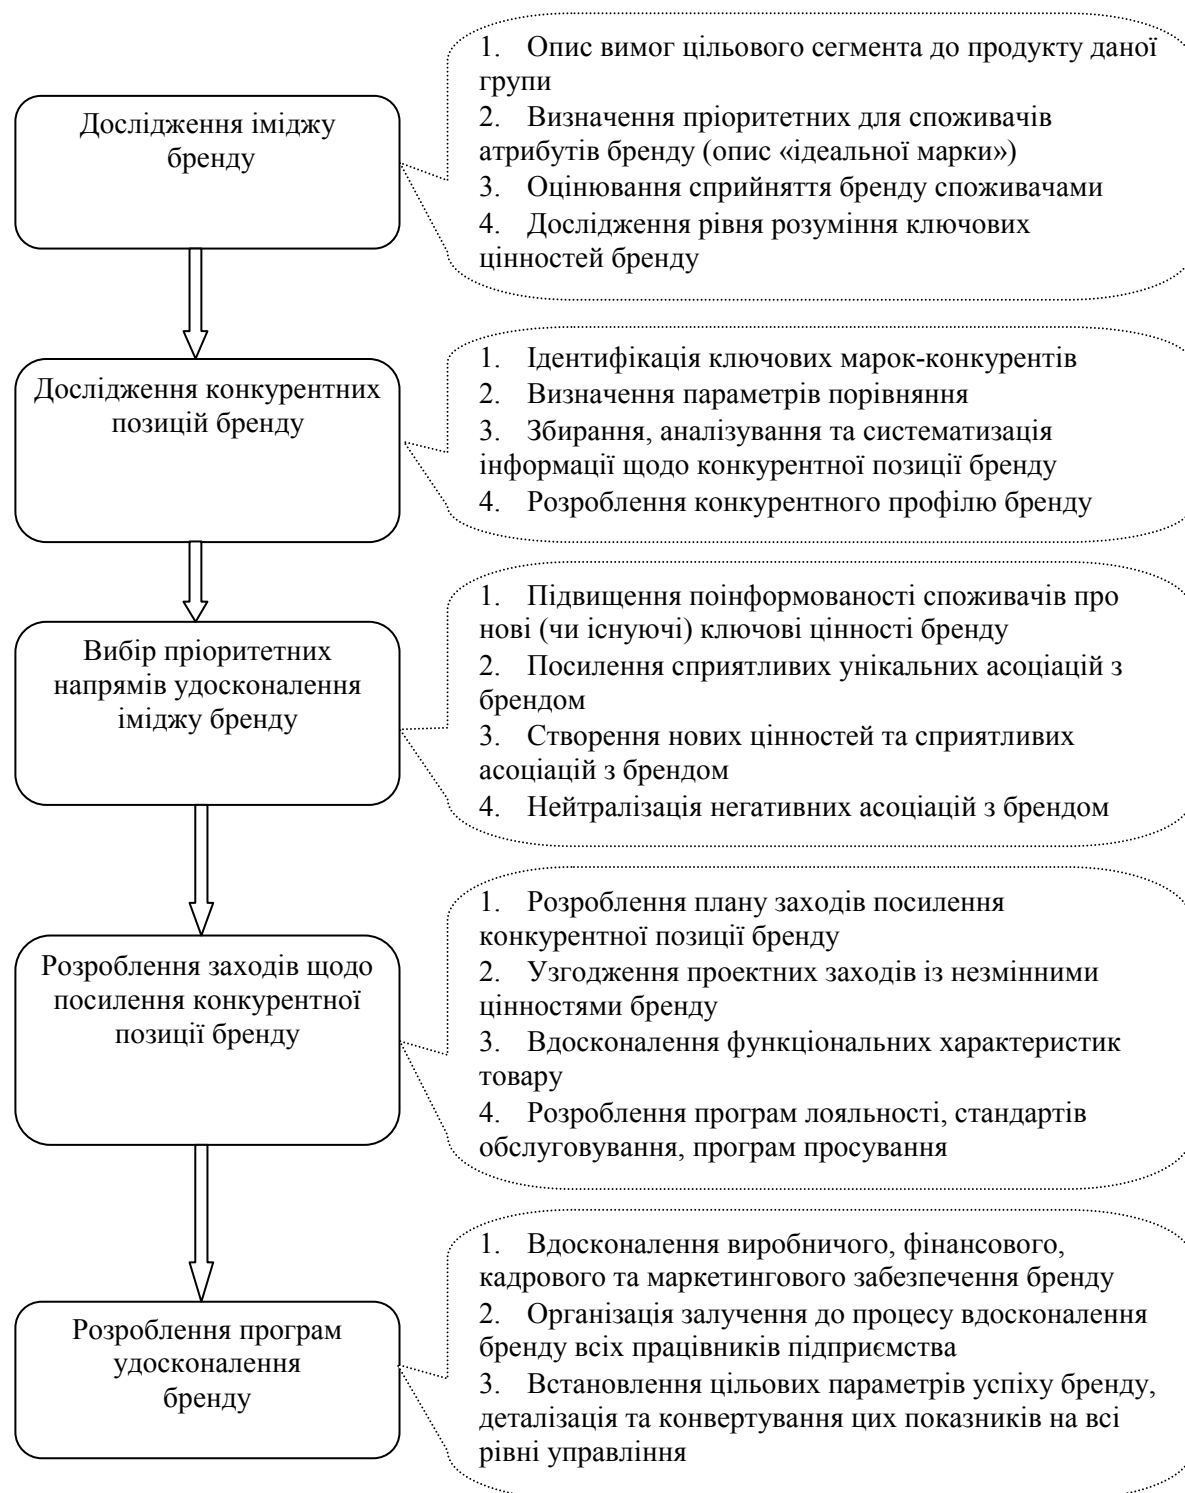 Дослідження іміджу
бренду
1. Опис вимог цільового сегмента до продукту даної
групи
2. Визначення пріоритетних для споживачів
атрибутів бренду (опис «ідеальної марки»)
3. Оцінювання сприйняття бренду споживачами
4. Дослідження рівня розуміння ключових
цінностей бренду
Дослідження конкурентних
позицій бренду
1. Ідентифікація ключових марок-конкурентів
2. Визначення параметрів порівняння
3. Збирання, аналізування та систематизація
інформації щодо конкурентної позиції бренду
4. Розроблення конкурентного профілю бренду
Вибір пріоритетних
напрямів удосконалення
іміджу бренду
1. Підвищення поінформованості споживачів про
нові (чи існуючі) ключові цінності бренду
2. Посилення сприятливих унікальних асоціацій з
брендом
3. Створення нових цінностей та сприятливих
асоціацій з брендом
4. Нейтралізація негативних асоціацій з брендом
Розроблення заходів щодо
посилення конкурентної
позиції бренду
1. Розроблення плану заходів посилення
конкурентної позиції бренду
2. Узгодження проектних заходів із незмінними
цінностями бренду
3. Вдосконалення функціональних характеристик
товару
4. Розроблення програм лояльності, стандартів
обслуговування, програм просування
Розроблення програм
удосконалення
бренду
1. Вдосконалення виробничого, фінансового,
кадрового та маркетингового забезпечення бренду
2. Організація залучення до процесу вдосконалення
бренду всіх працівників підприємства
3. Встановлення цільових параметрів успіху бренду,
деталізація та конвертування цих показників на всі
рівні управління